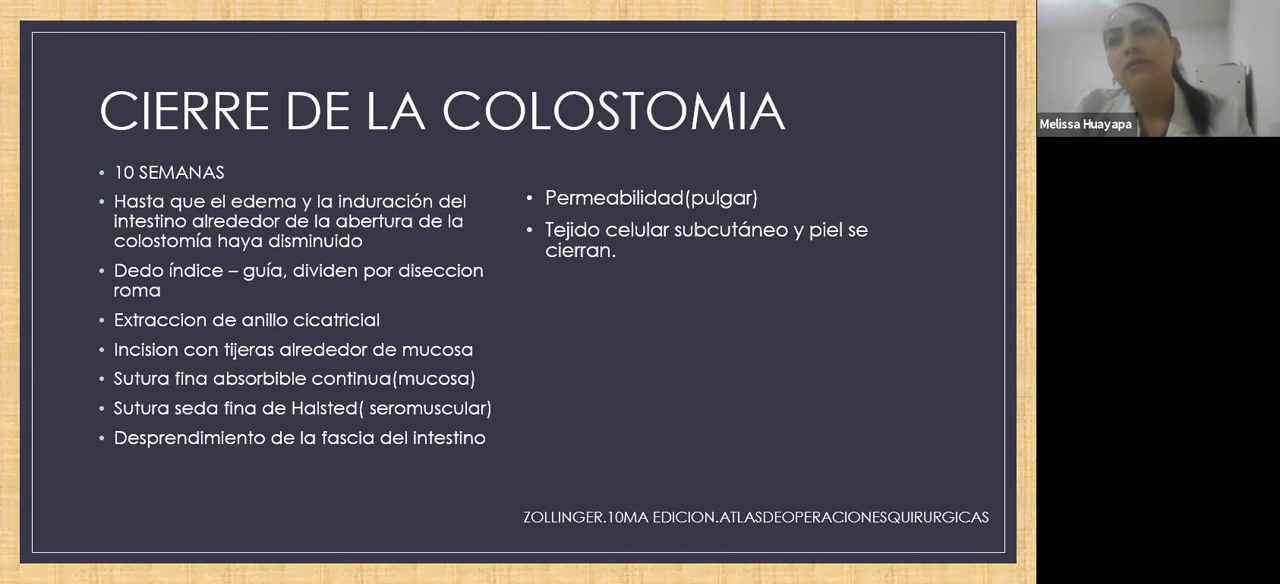 CIERRE DE LA COLOSTOMIA
• 10 SEMANAS
• Hasta que el edema y la induración del
intestino alrededor de la abertura de la
colostomía haya disminuido
• Dedo índice – guía, dividen por diseccion
roma
• Extraccion de anillo cicatricial
• Incision con tijeras alrededor de mucosa
• Sutura fina absorbible continua(mucosa)
• Sutura seda fina de Halsted( seromuscular)
• Desprendimiento de la fascia del intestino
• Permeabilidad(pulgar)
• Tejido celular subcutáneo y piel se
cierran.
ZOLLINGER.10MA EDICION.ATLASDEOPERACIONESQUIRURGICAS
Melissa Huayapa